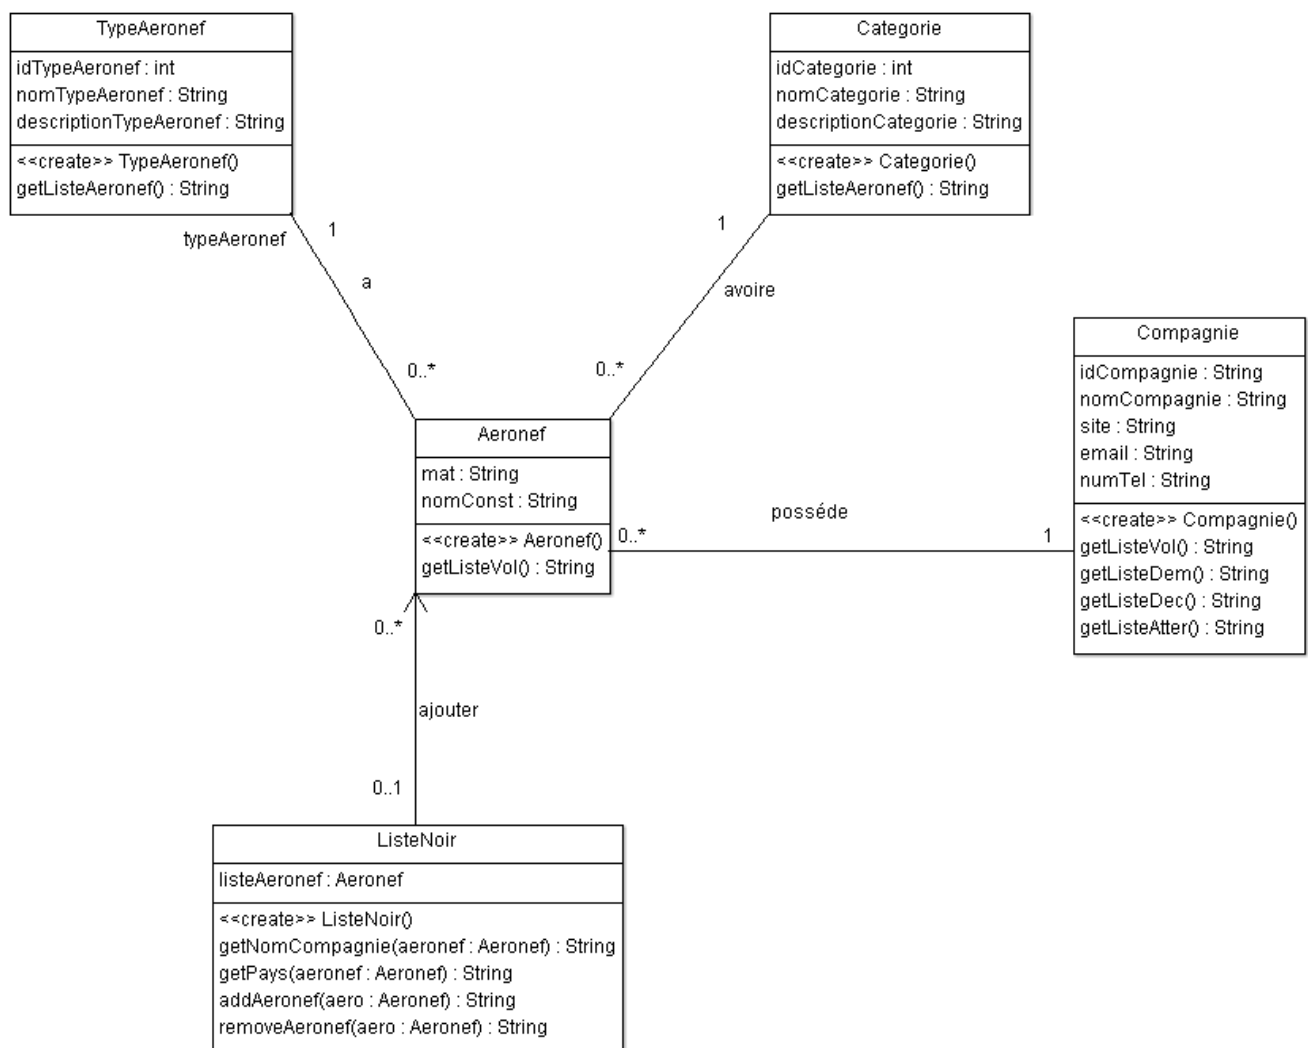 TypeAeronef
idTypeAeronef : int
nomTypeAeronef : String
descriptionTypeAeronef : String
<<create>> TypeAeronef()
getListeAeronef() : String
Categorie
idCategorie : int
nomCategorie : String
descriptionCategorie : String
<<create>> Categorie()
getListeAeronef() : String
typeAeronef
1
a
0..*
1
avoire
0..*
Compagnie
idCompagnie : String
nomCompagnie : String
site : String
email : String
numTel : String
<<create>> Compagnie()
getListeVol() : String
getListeDem() : String
getListeDec() : String
getListeAtter() : String
Aeronef
mat : String
nomConst : String
<<create>> Aeronef()
getListeVol() : String
0..*
posséde
1
0..*
ajouter
0..1
ListeNoir
listeAeronef : Aeronef
<<create>> ListeNoir()
getNomCompagnie(aeronef : Aeronef) : String
getPays(aeronef : Aeronef) : String
addAeronef(aero : Aeronef) : String
removeAeronef(aero : Aeronef) : String